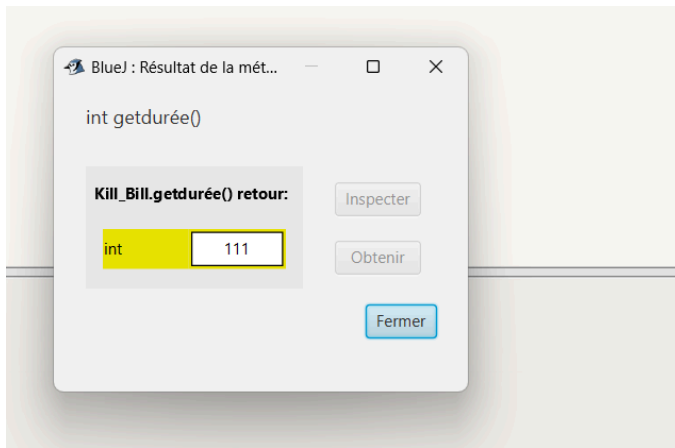 BlueJ : Résultat de la mét...
int getdurée()
Kill_Bill.getdurée() retour:
Inspecter
int 111
Obtenir
Fermer